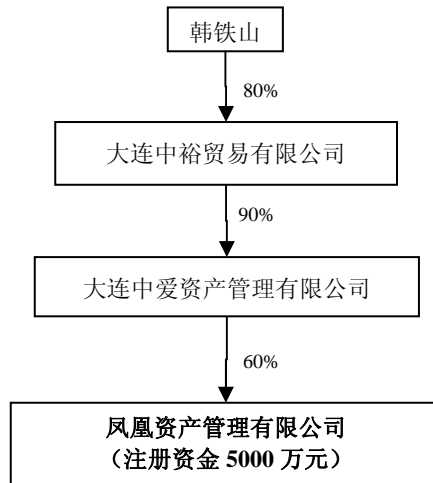 韩铁山
80%
大连中裕贸易有限公司
90%
大连中爱资产管理有限公司
60%
凤凰资产管理有限公司
（注册资金 5000 万元）